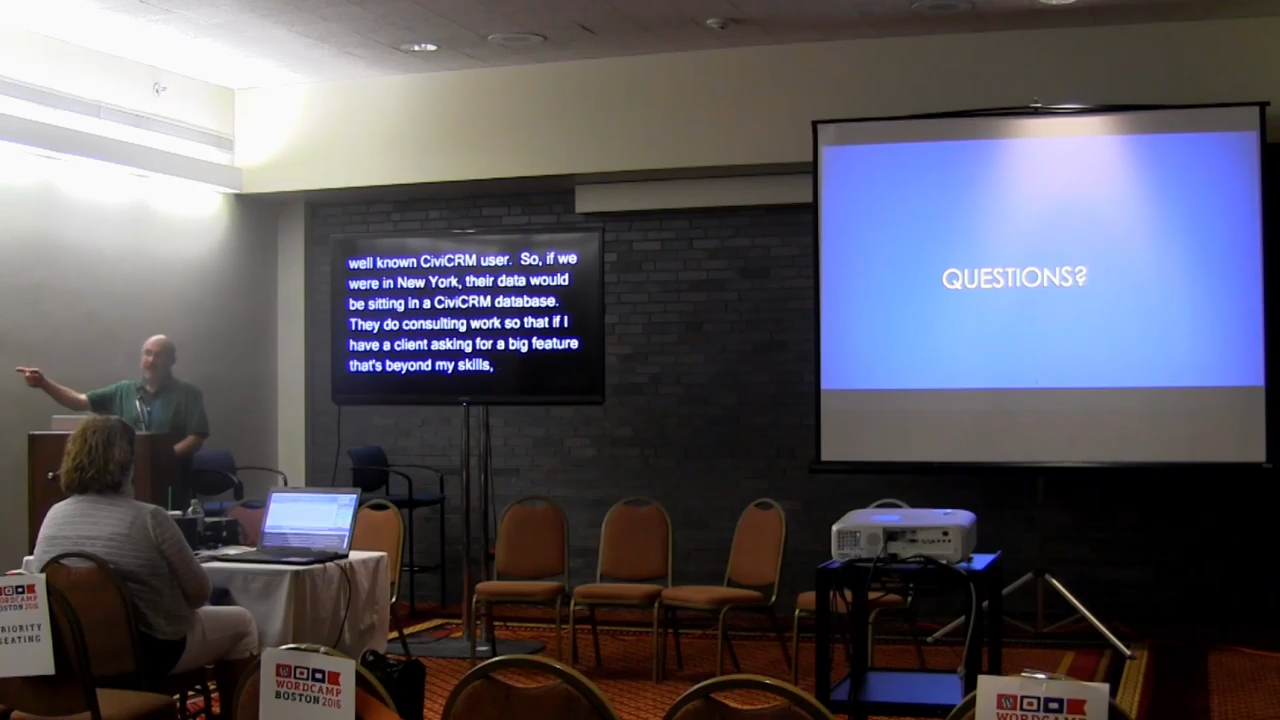 well known CiviCRM user.  So, if we
were in New York, their data would
be sitting in a CiviCRM database.
They do consulting work so that if I
have a client asking for a big feature
that's beyond my skills,
QUESTIONS?
WORDCAMP
BOSTON 2016
PRIORITY
SEATING
WORDCAMP
BOSTON 2016
WORDCAMP